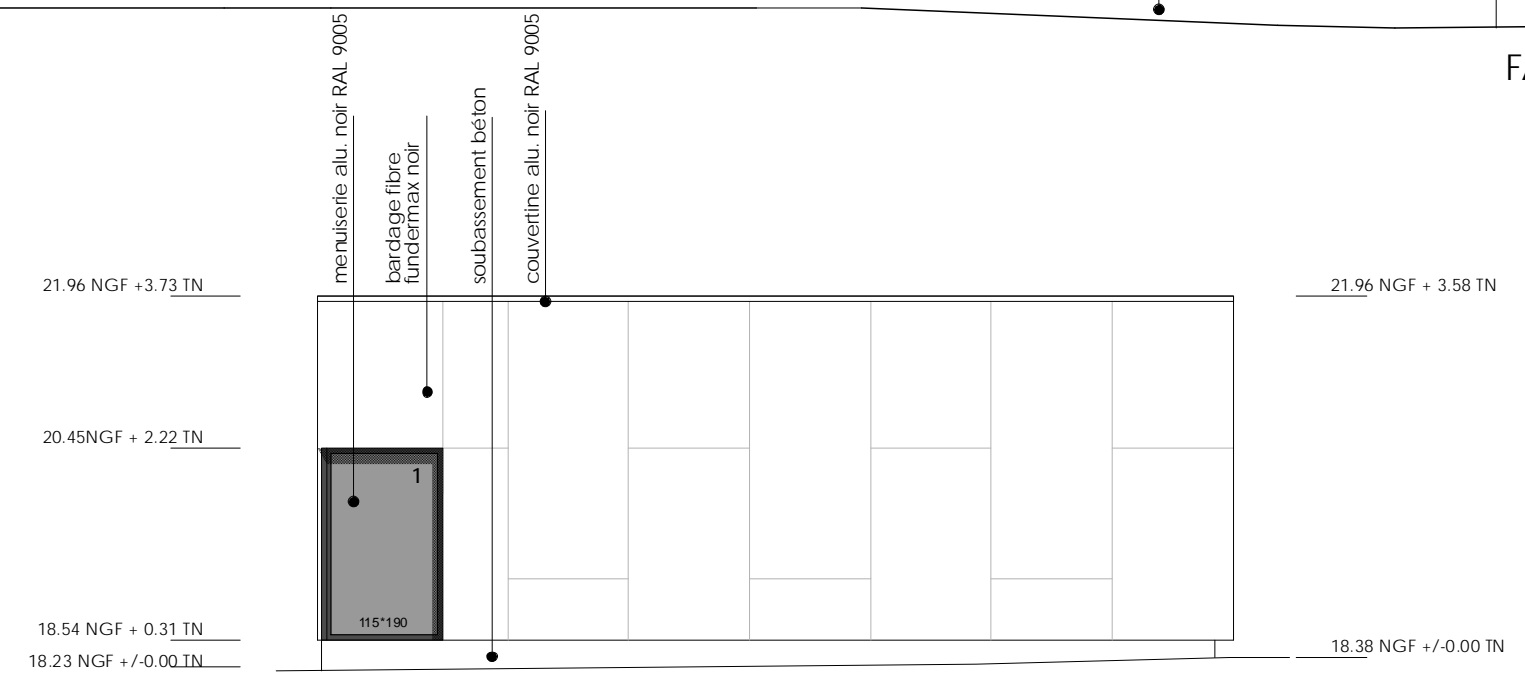 FA
menuiserie alu. noir RAL 9005
bardage fibre
fundermax noir
soubassement béton
couvertine alu. noir RAL 9005
21.96 NGF +3.73 TN
21.96 NGF + 3.58 TN
20.45NGF + 2.22 TN
1
115*190
18.54 NGF + 0.31 TN
18.23 NGF +/-0.00 TN
18.38 NGF +/-0.00 TN